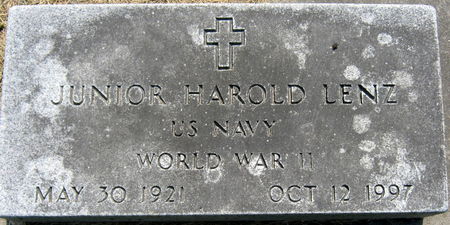 JUNIOR HAROLD LENZ
US NAVY
WORLD WAR II
MAY 30 1921 OCT 12 1997